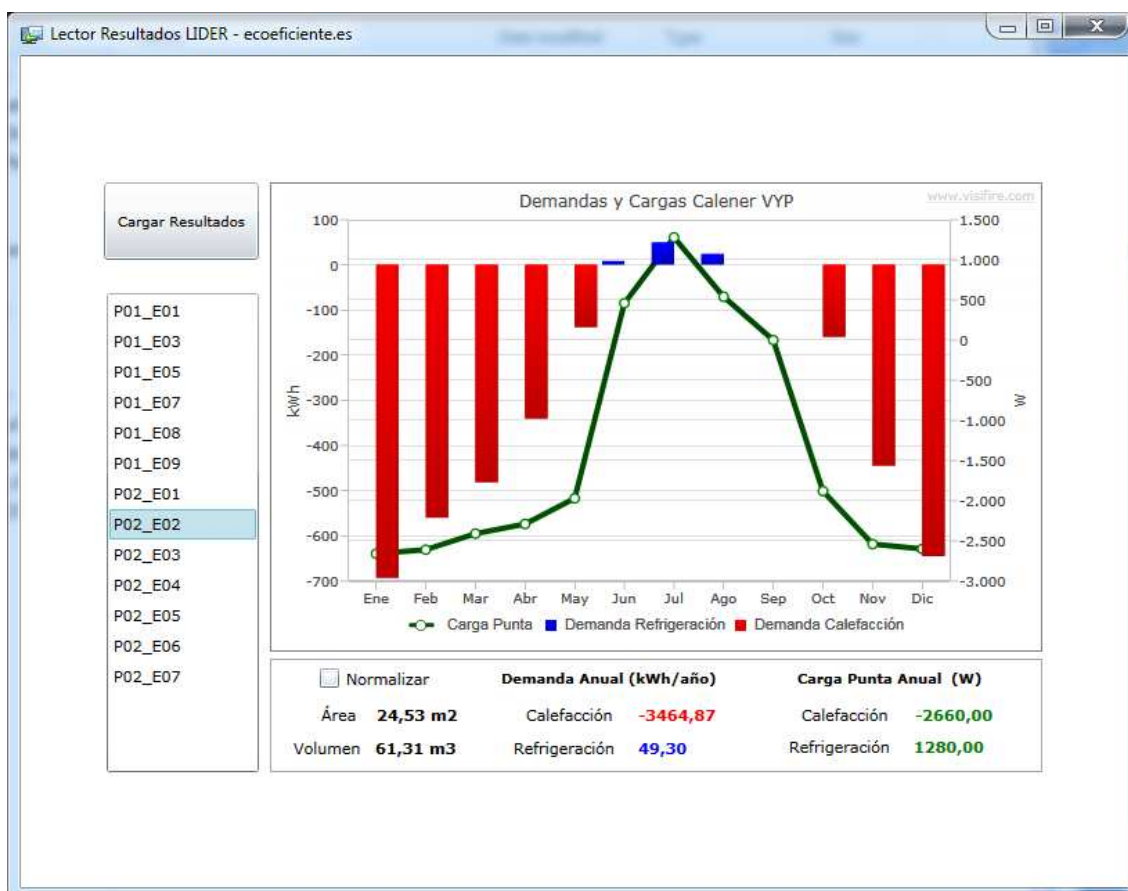 Lector Resultados LIDER - ecoeficiente.es
Cargar Resultados
P01_E01
P01_E03
P01_E05
P01_E07
P01_E08
P01_E09
P02_E01
P02_E02
P02_E03
P02_E04
P02_E05
P02_E06
P02_E07
Demandas y Cargas Calener VYP
www.visifire.com
100
0
-100
-200
-300
-400
-500
-600
-700
kWh
1.500
1.000
500
0
-500
-1.000
-1.500
-2.000
-2.500
-3.000
W
Ene Feb Mar Abr May Jun Jul Ago Sep Oct Nov Dic
Carga Punta Demanda Refrigeración Demanda Calefacción
Normalizar Demanda Anual (kWh/año) Carga Punta Anual (W)
Área 24,53 m2 Calefacción -3464,87 Calefacción -2660,00
Volumen 61,31 m3 Refrigeración 49,30 Refrigeración 1280,00